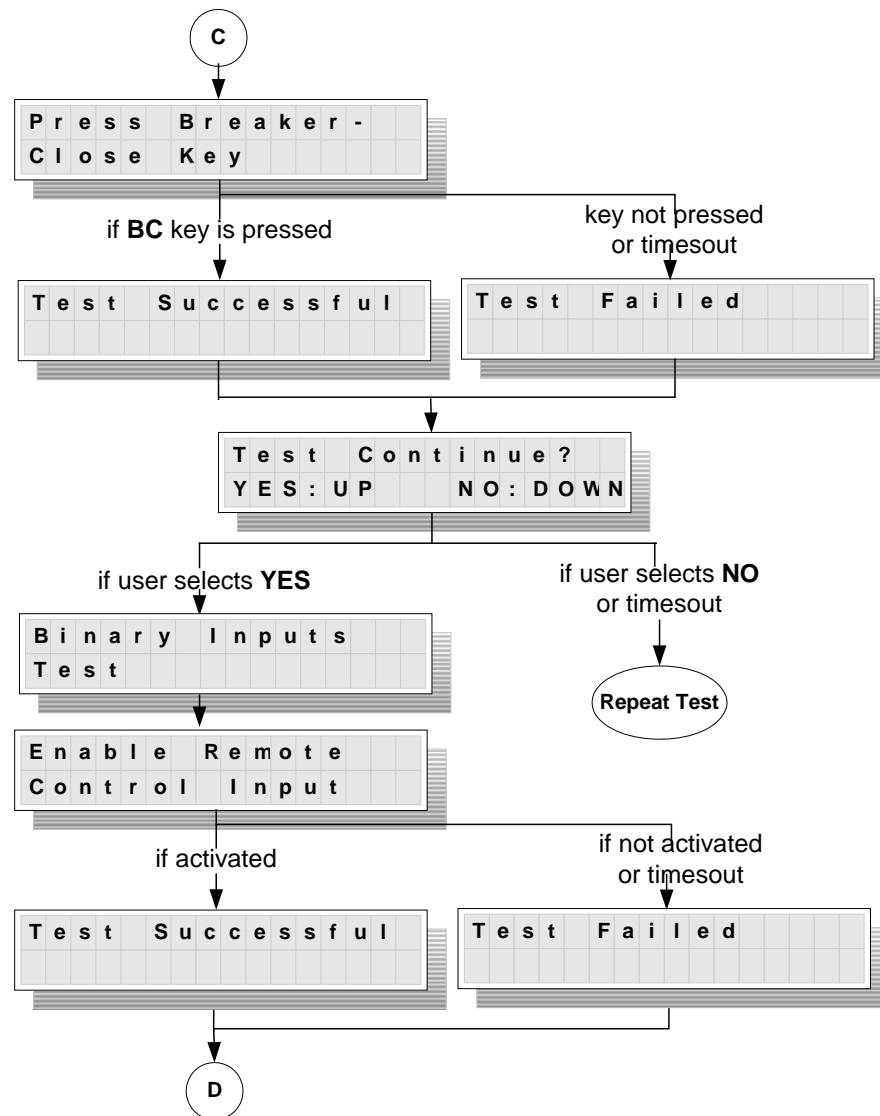 C
Press Breaker-
Close Key
if BC key is pressed
key not pressed
or timesout
Test Successful
Test Failed
Test Continue?
YES:UP NO:DOWN
if user selects YES
if user selects NO
or timesout
Binary Inputs
Test
Repeat Test
Enable Remote
Control Input
if activated
if not activated
or timesout
Test Successful
Test Failed
D